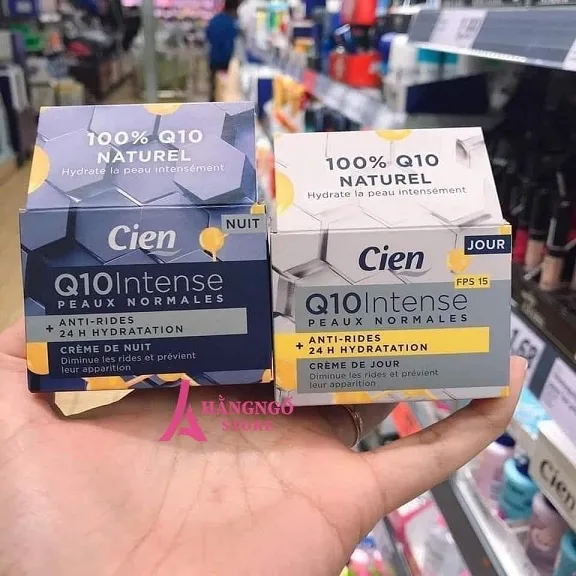 100% Q10
NATUREL
Hydrate la peau intensément
NUIT
Cien
Q10Intense
PEAUX NORMALES
+ ANTI-RIDES
24 H HYDRATATION
CRÈME DE NUIT
Diminue les rides et prévient
leur apparition
100% Q10
NATUREL
Hydrate la peau intensément
JOUR
Cien
FPS 15
Q10Intense
PEAUX NORMALES
+ ANTI-RIDES
24 H HYDRATATION
CRÈME DE JOUR
Diminue les rides et prévient
leur apparition
HẰNGNGÔ
STORE
Cien